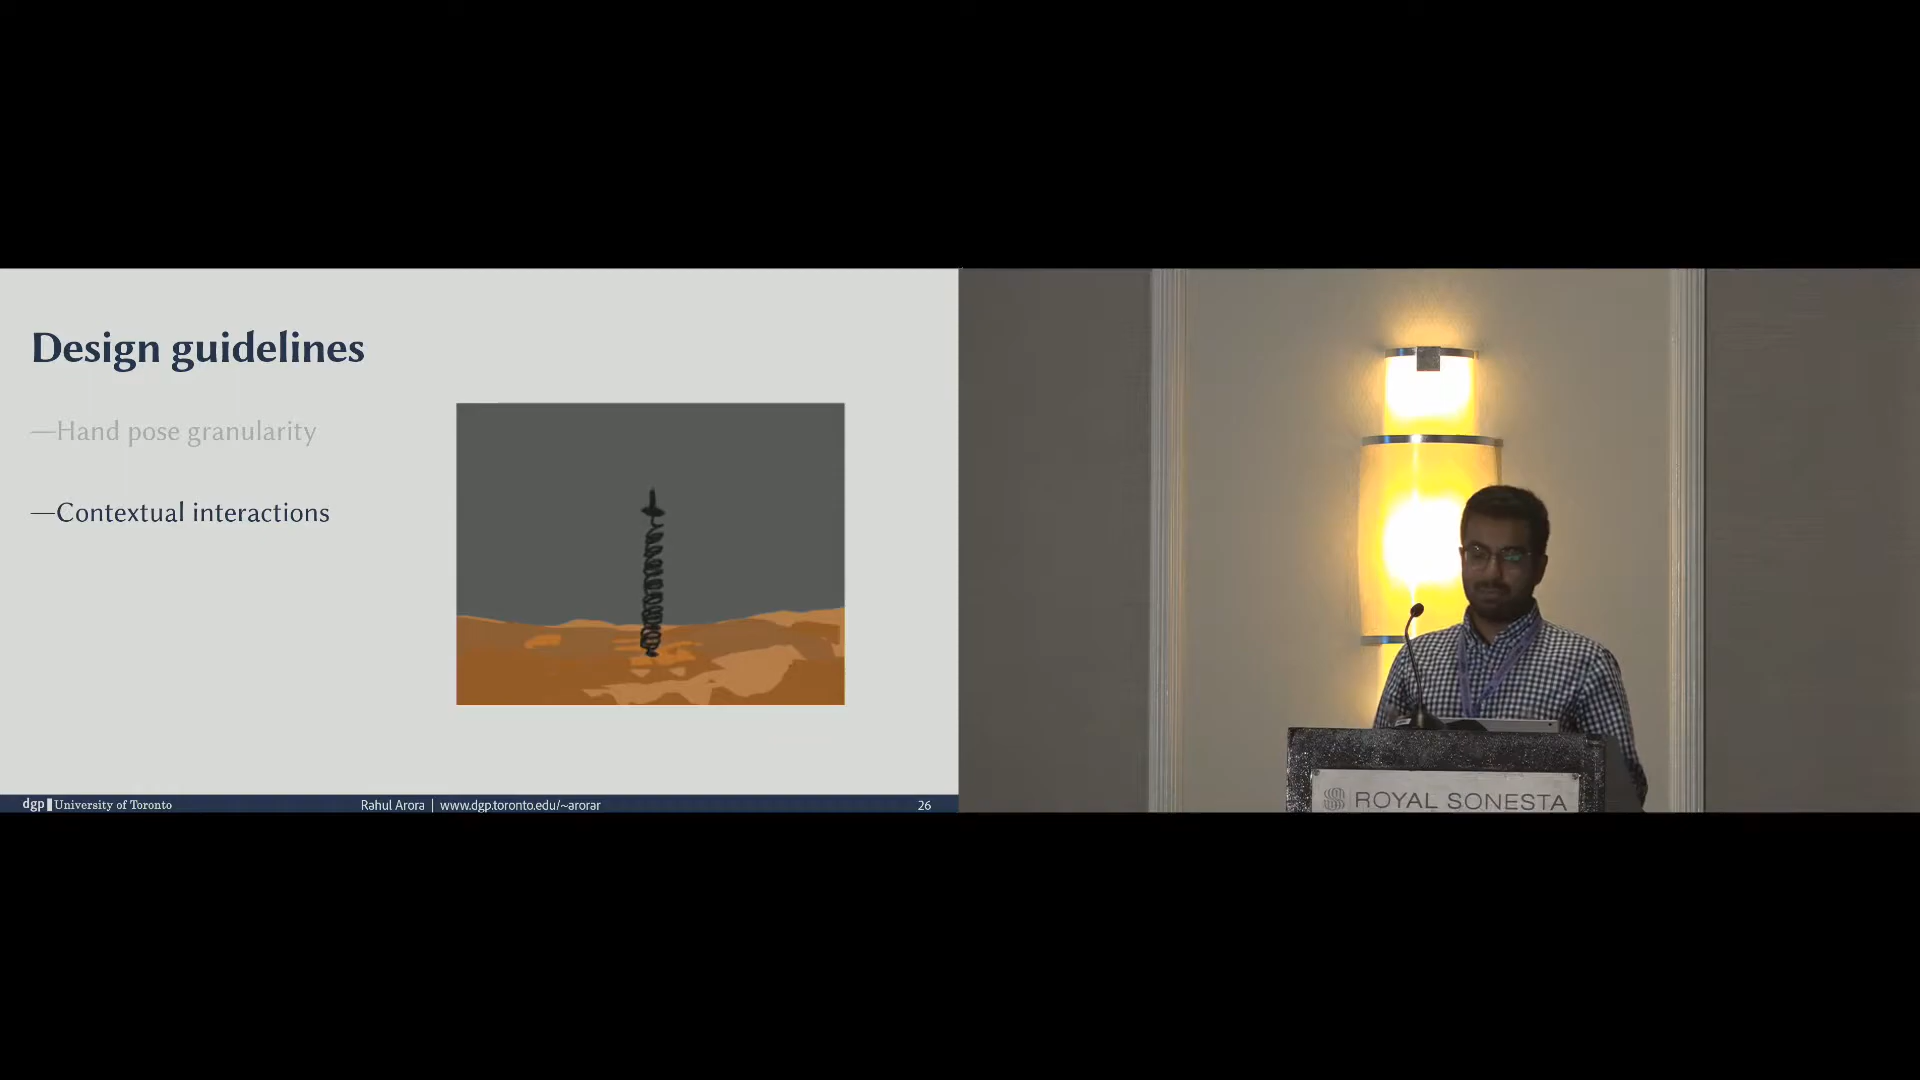 Design guidelines
—Hand pose granularity
—Contextual interactions
dgp University of Toronto
Rahul Arora | www.dgp.toronto.edu/~arorar
26
ROYAL SONESTA